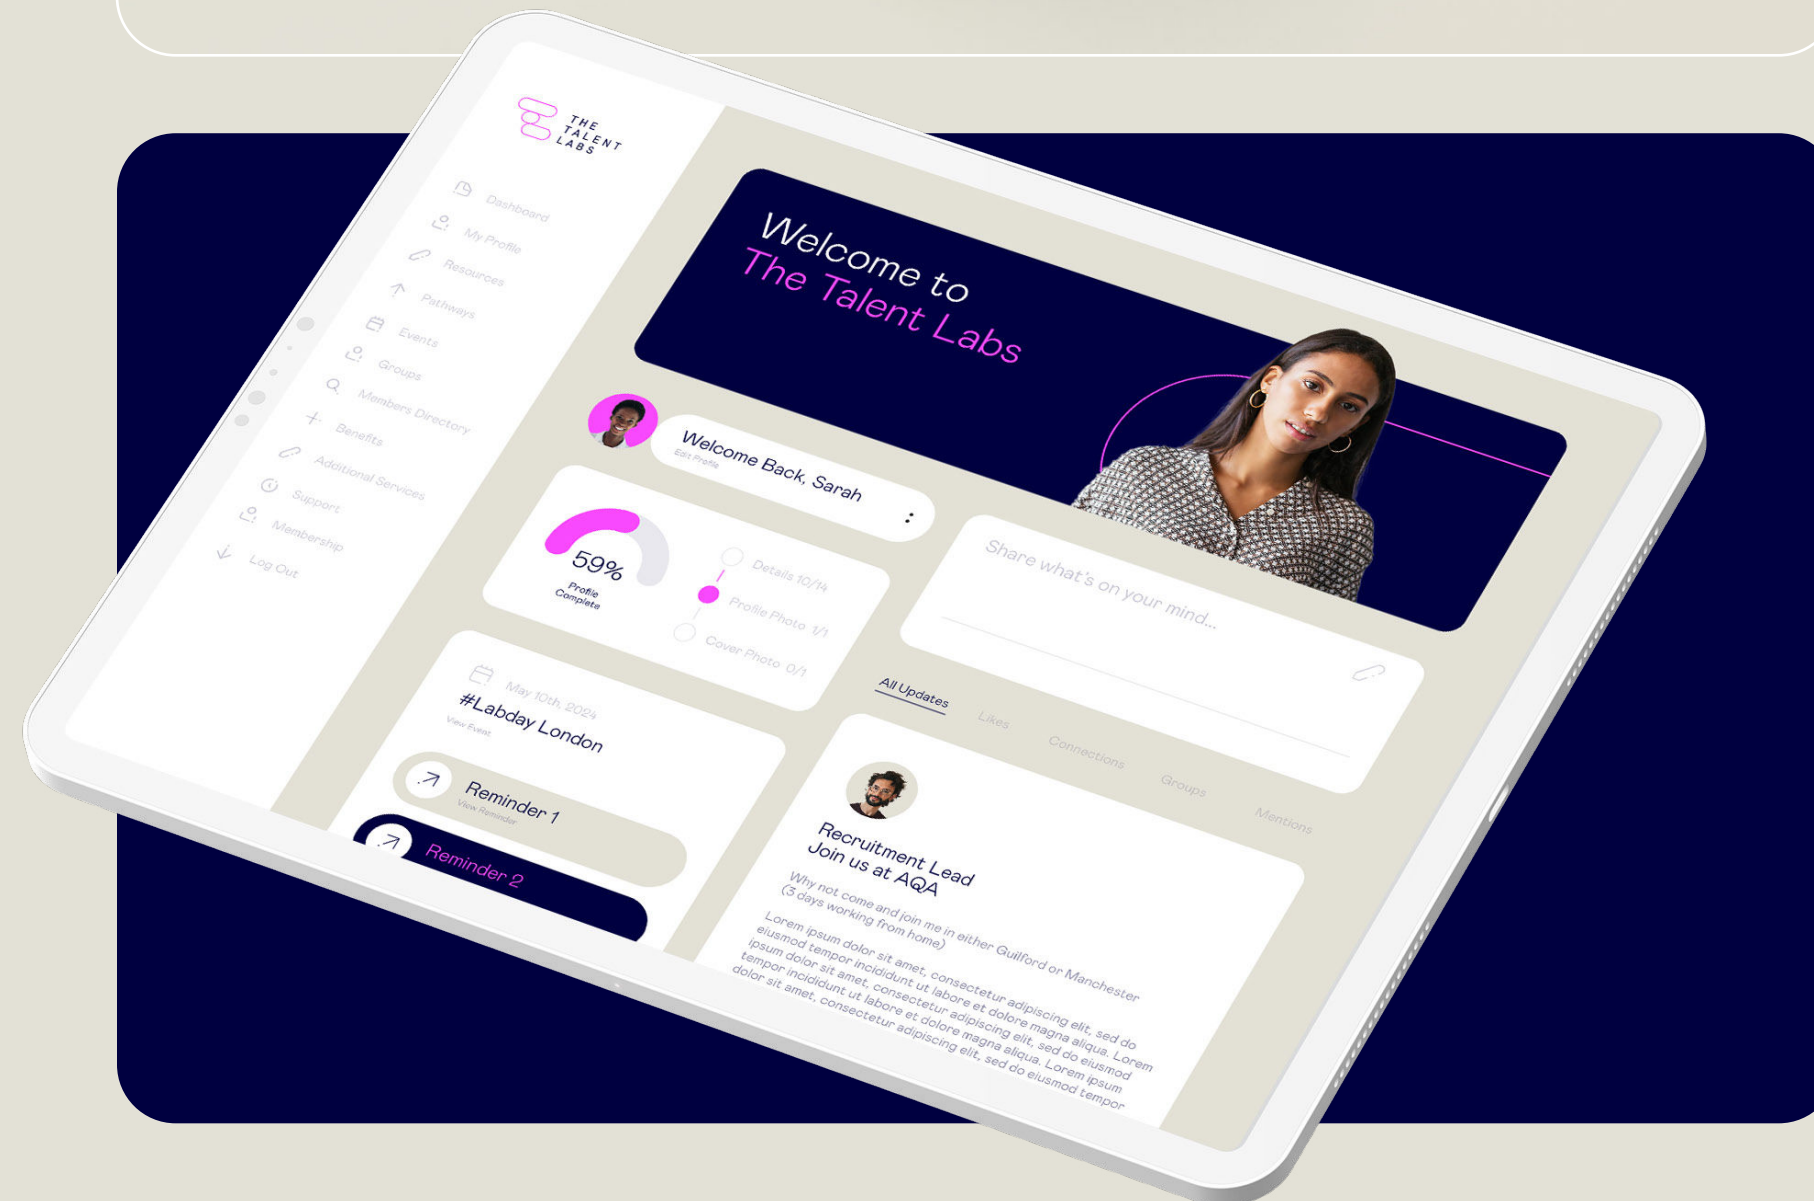 THE
TALENT
LABS
Dashboard
My Profile
Resources
Pathways
Events
Groups
Members Directory
Benefits
Additional Services
Support
Membership
Log Out
Welcome to
The Talent Labs
Welcome Back, Sarah
Edit Profile
59%
Profile
Complete
Details 10/14
Profile Photo 1/1
Cover Photo 0/1
May 10th, 2024
#Labday London
View Event
Reminder 1
View Reminder
Reminder 2
Share what's on your mind...
All Updates
Likes
Connections
Groups
Mentions
Recruitment Lead
Join us at AQA
Why not come and join me in either Guilford or Manchester
(3 days working from home)
Lorem ipsum dolor sit amet, consectetur adipiscing elit, sed do
eiusmod tempor incididunt ut labore et dolore magna aliqua. Lorem
ipsum dolor sit amet, consectetur adipiscing elit, sed do eiusmod
tempor incididunt ut labore et dolore magna aliqua. Lorem ipsum
dolor sit amet, consectetur adipiscing elit, sed do eiusmod tempor